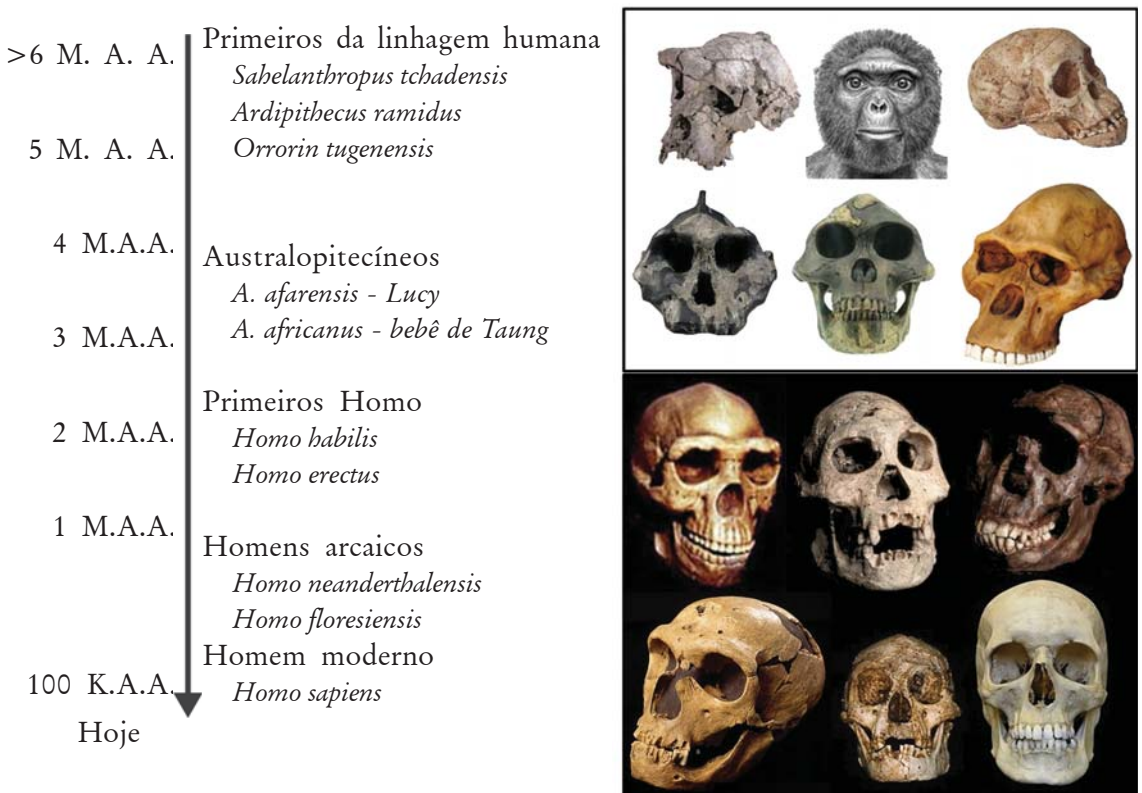 >6 M. A. A.
Primeiros da linhagem humana
Sahelanthropus tchadensis
Ardipithecus ramidus
5 M. A. A.
Orrorin tugenensis
4 M.A.A.
Australopitecíneos
A. afarensis - Lucy
A. africanus - bebê de Taung
3 M.A.A.
Primeiros Homo
2 M.A.A.
Homo habilis
Homo erectus
1 M.A.A.
Homens arcaicos
Homo neanderthalensis
Homo floresiensis
Homem moderno
100 K.A.A.
Homo sapiens
Hoje